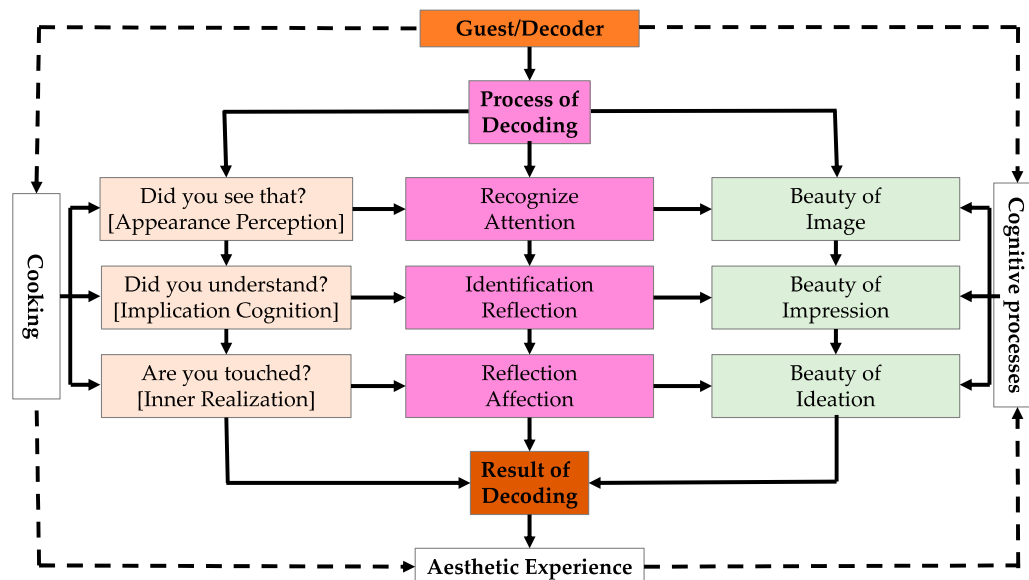 Guest/Decoder
Process of
Decoding
Did you see that?
[Appearance Perception]
Recognize
Attention
Beauty of
Image
Cooking
Cognitive processes
Did you understand?
[Implication Cognition]
Identification
Reflection
Beauty of
Impression
Are you touched?
[Inner Realization]
Reflection
Affection
Beauty of
Ideation
Result of
Decoding
Aesthetic Experience